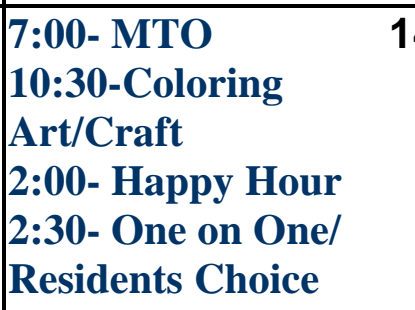 7:00- MTO
10:30-Coloring
Art/Craft
2:00- Happy Hour
2:30- One on One/
Residents Choice